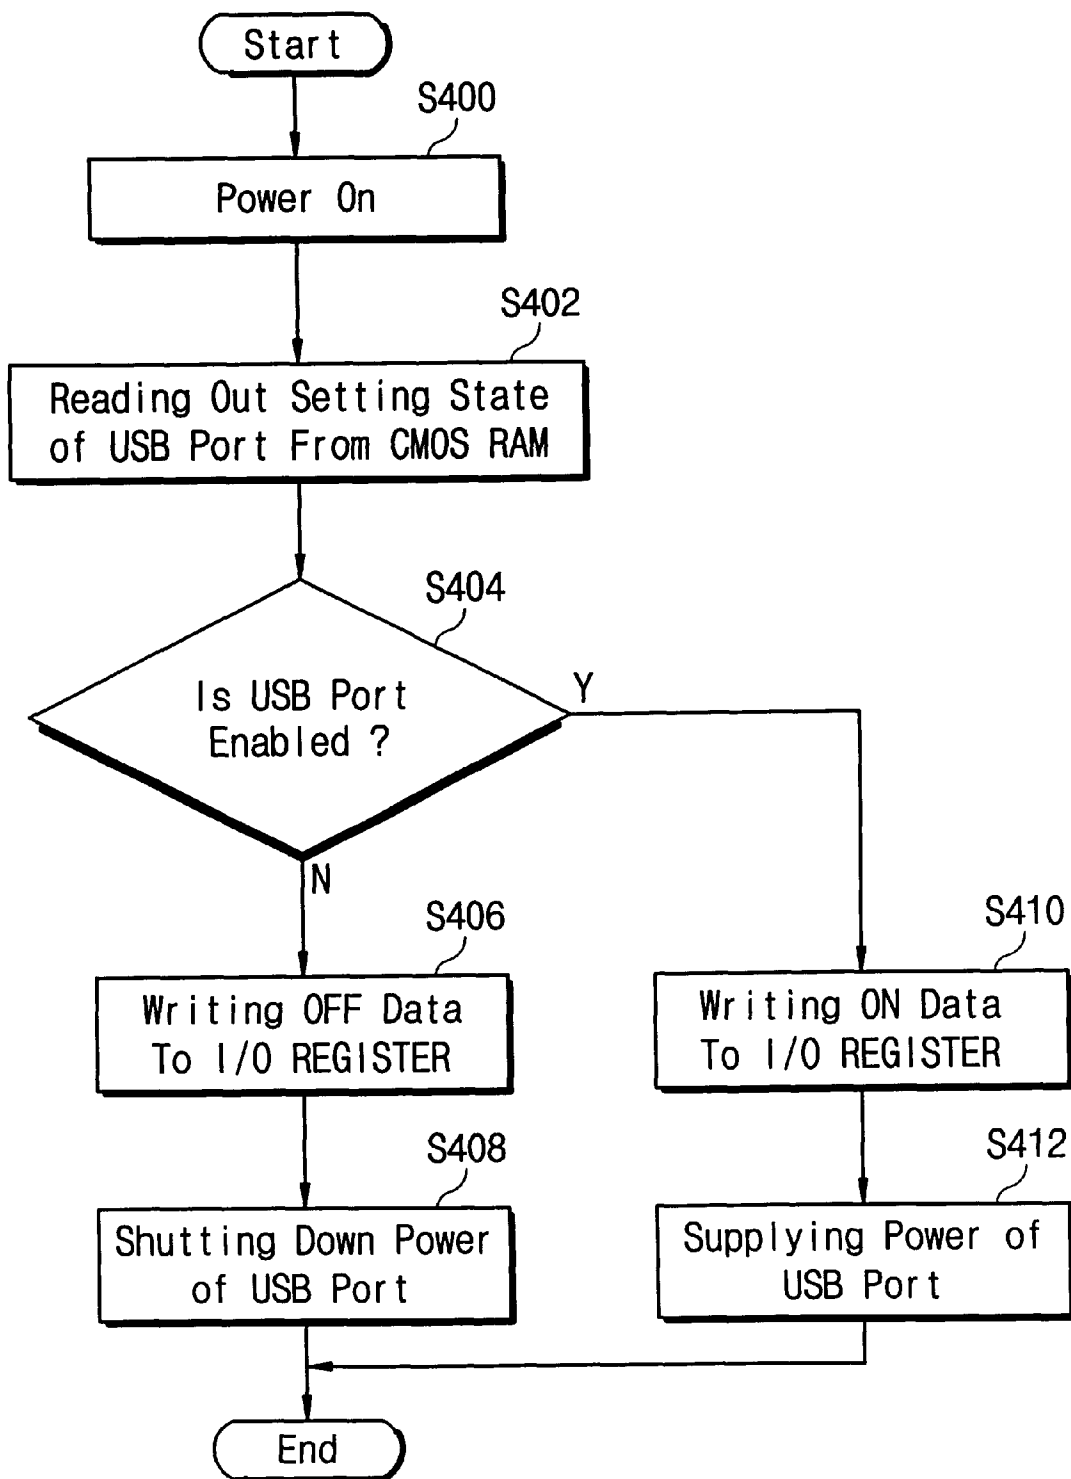 Start
S400
Power On
S402
Reading Out Setting State
of USB Port From CMOS RAM
S404
Is USB Port
Enabled ?
Y
N
S406
Writing OFF Data
To I/O REGISTER
S410
Writing ON Data
To I/O REGISTER
S408
Shutting Down Power
of USB Port
S412
Supplying Power of
USB Port
End